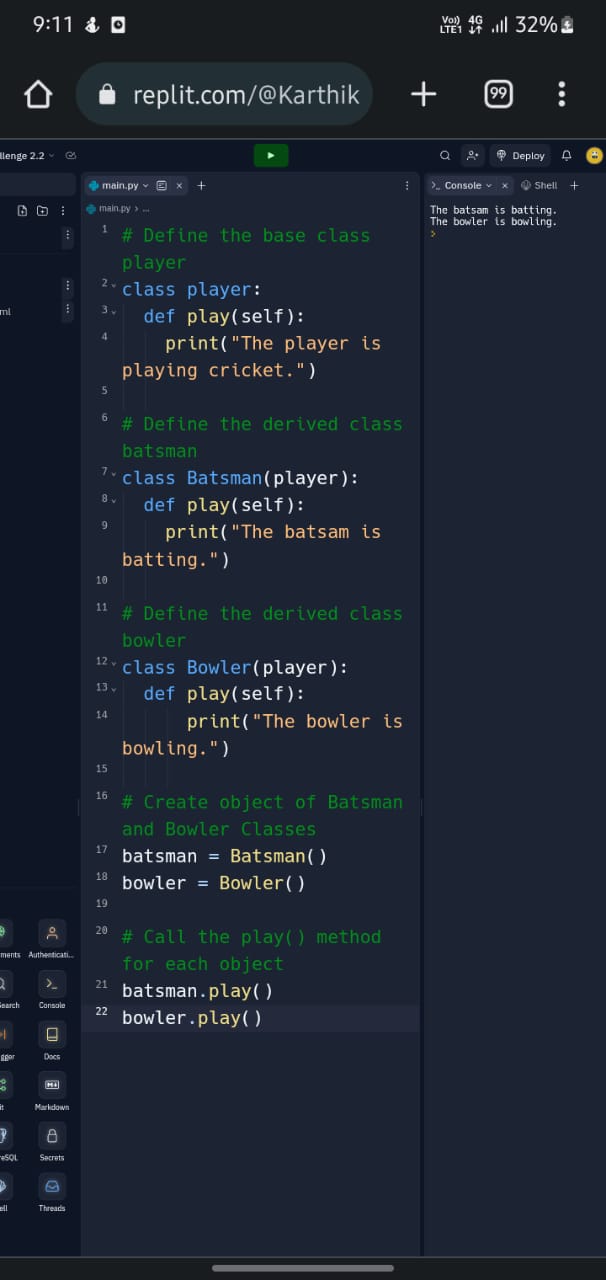 9:11
Vo)) 4G
LTE1 32%
replit.com/@Karthik
99
llenge 2.2
Deploy
main.py
Console
Shell
main.py > ...
ml
The batsam is batting.
The bowler is bowling.
>
1 # Define the base class
player
2 class player:
3 def play(self):
4 print("The player is
playing cricket.")
5
6 # Define the derived class
batsman
7 class Batsman(player):
8 def play(self):
9 print("The batsam is
batting.")
10
11 # Define the derived class
bowler
12 class Bowler(player):
13 def play(self):
14 print("The bowler is
bowling.")
15
16 # Create object of Batsman
and Bowler Classes
17 batsman = Batsman()
18 bowler = Bowler()
19
20 # Call the play() method
for each object
21 batsman.play()
22 bowler.play()
ments Authenticati...
Search Console
gger Docs
it Markdown
reSQL Secrets
ell Threads